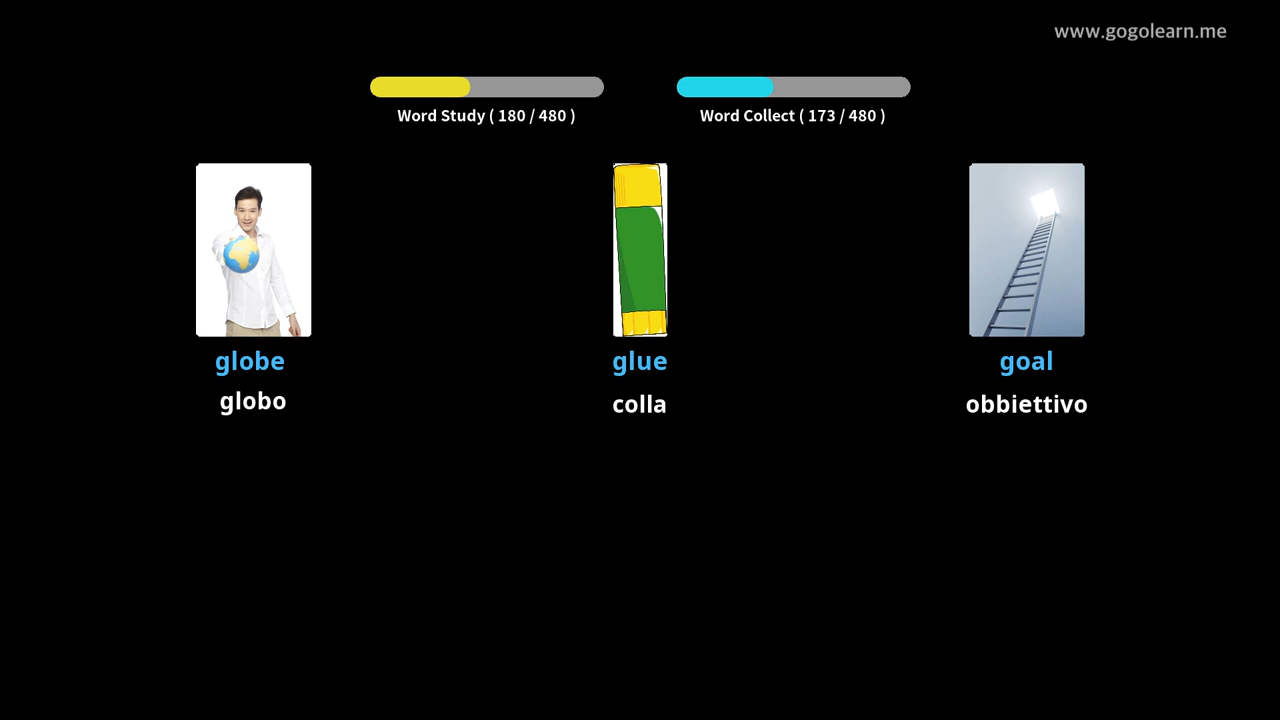 www.gogolearn.me
Word Study ( 180 / 480 )
Word Collect ( 173 / 480 )
globe
glue
goal
globo
colla
obbiettivo